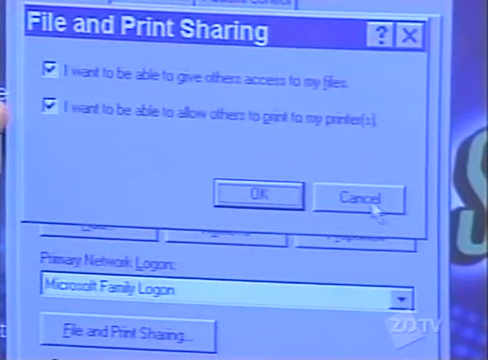 File and Print Sharing
I want to be able to give others access to my files.
I want to be able to allow others to print to my printer(s).
OK
Cancel
Primary Network Logon:
Microsoft Family Logon
File and Print Sharing...
ZDTV